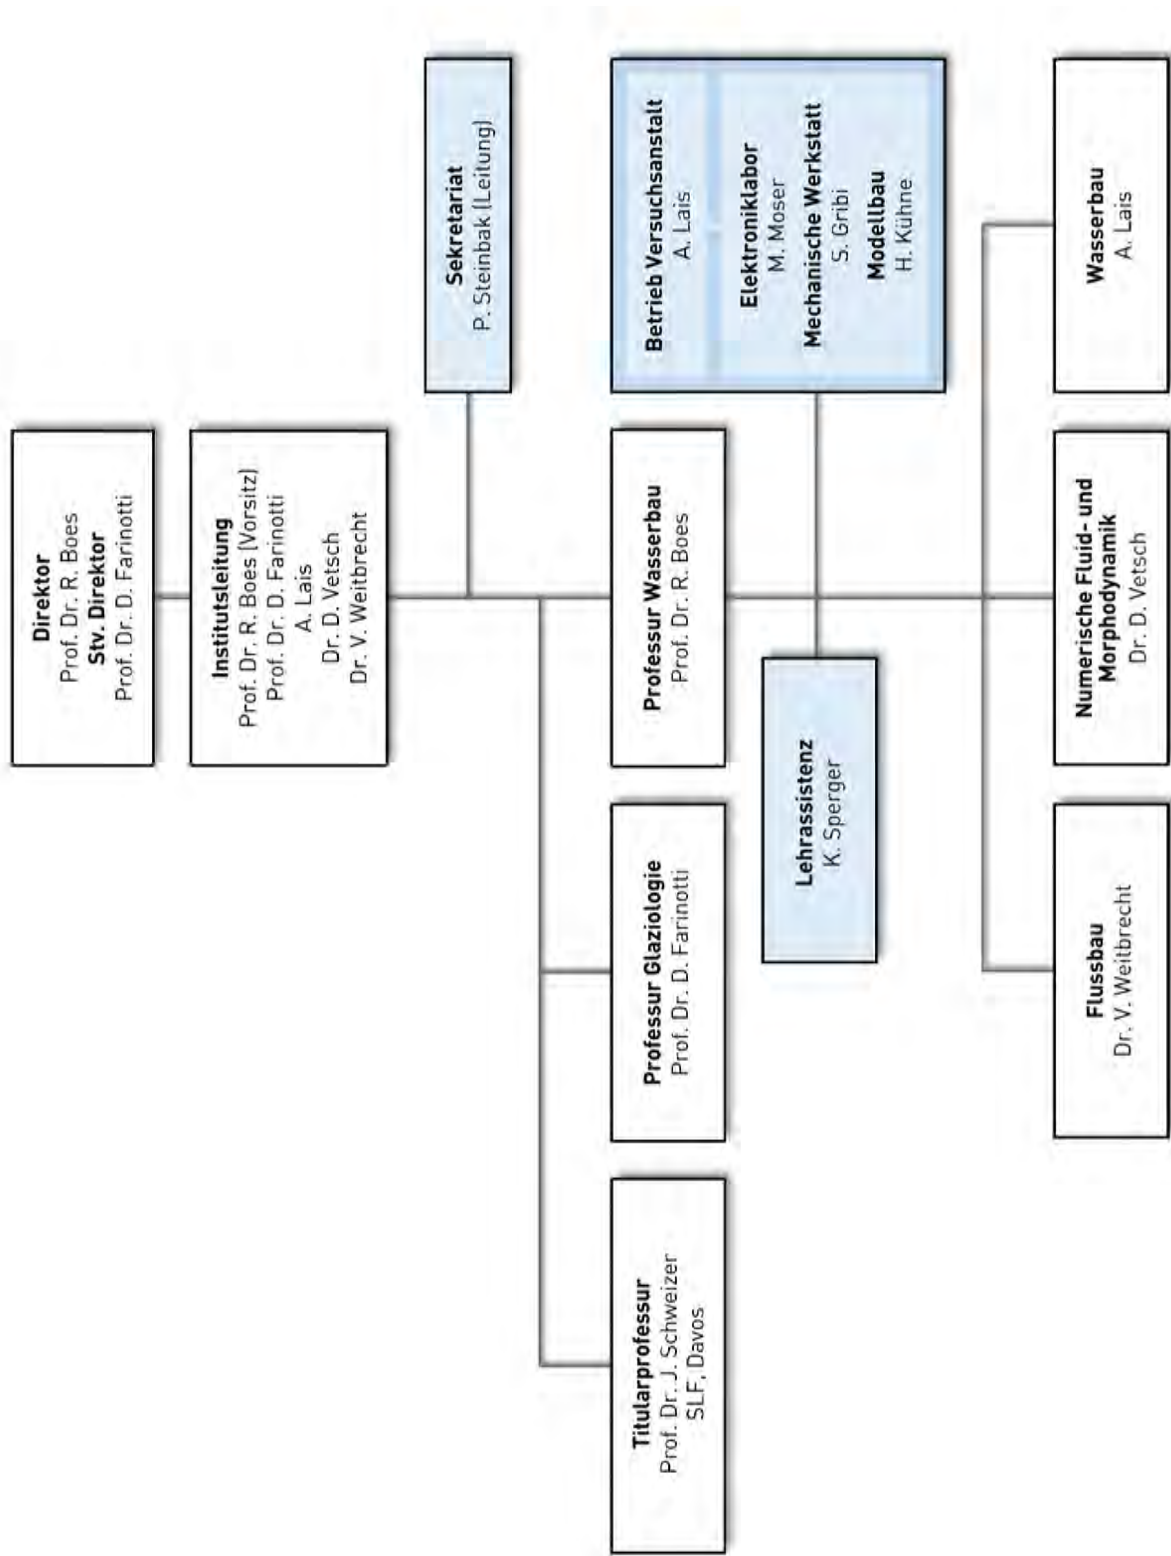 Direktor
Prof. Dr. R. Boes
Stv. Direktor
Prof. Dr. D. Farinotti
Institutsleitung
Prof. Dr. R. Boes (Vorsitz)
Prof. Dr. D. Farinotti
A. Lais
Dr. D. Vetsch
Dr. V. Weitbrecht
Sekretariat
P. Steinbak (Leitung)
Titularprofessur
Prof. Dr. J. Schweizer
SLF, Davos
Professur Glaziologie
Prof. Dr. D. Farinotti
Professur Wasserbau
Prof. Dr. R. Boes
Betrieb Versuchsanstalt
A. Lais
Elektroniklabor
M. Moser
Mechanische Werkstatt
S. Gribi
Modellbau
H. Kühne
Lehrassistenz
K. Sperger
Flussbau
Dr. V. Weitbrecht
Numerische Fluid- und
Morphodynamik
Dr. D. Vetsch
Wasserbau
A. Lais